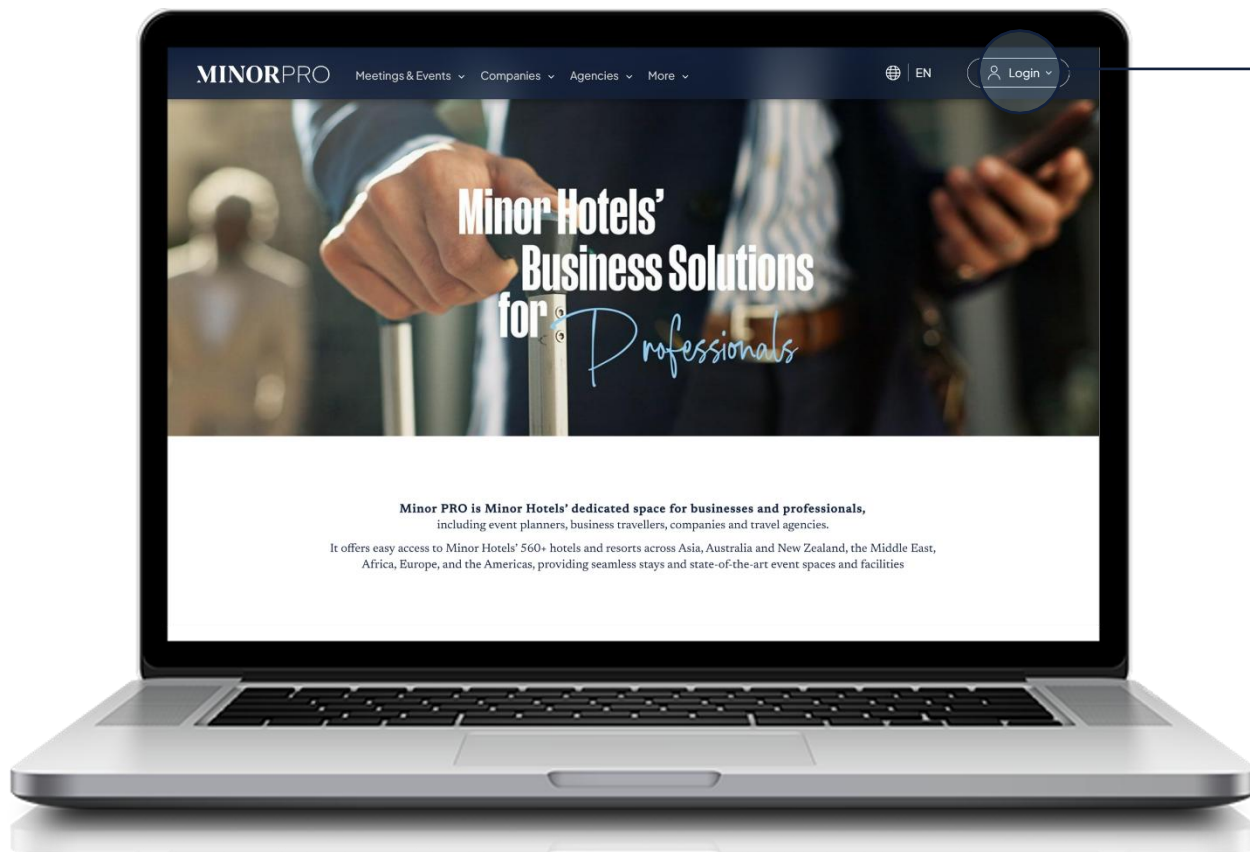 MINORPRO
Meetings & Events
Companies
Agencies
More
EN
Login
Minor Hotels'
Business Solutions
for Professionals
Minor PRO is Minor Hotels' dedicated space for businesses and professionals,
including event planners, business travellers, companies and travel agencies.
It offers easy access to Minor Hotels' 560+ hotels and resorts across Asia, Australia and New Zealand, the Middle East,
Africa, Europe, and the Americas, providing seamless stays and state-of-the-art event spaces and facilities